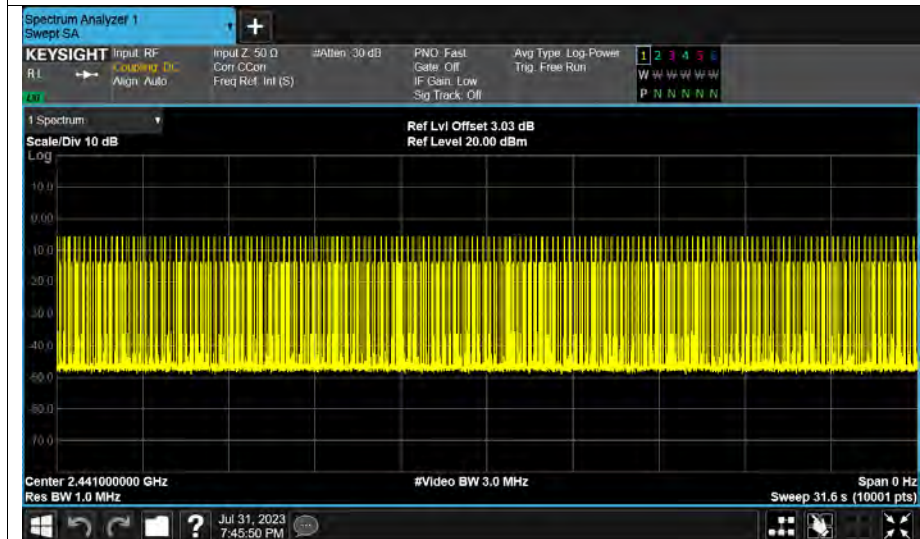 Spectrum Analyzer 1
Swept SA
+
KEYSIGHT Input: RF Input Z: 50 Ω #Atten: 30 dB PNO: Fast Avg Type: Log-Power 1 2 3 4 5 6
RL Coupling: DC Corr CCorr Gate: Off Trig: Free Run W W W W W W
Align: Auto Freq Ref: Int (S) IF Gain: Low P N N N N N
Sig Track: Off
1 Spectrum
Ref Lvl Offset 3.03 dB
Scale/Div 10 dB Ref Level 20.00 dBm
Log
10.0
0.00
-10.0
-20.0
-30.0
-40.0
-50.0
-60.0
-70.0
Center 2.441000000 GHz #Video BW 3.0 MHz Span 0 Hz
Res BW 1.0 MHz Sweep 31.6 s (10001 pts)
? Jul 31, 2023
7:45:50 PM